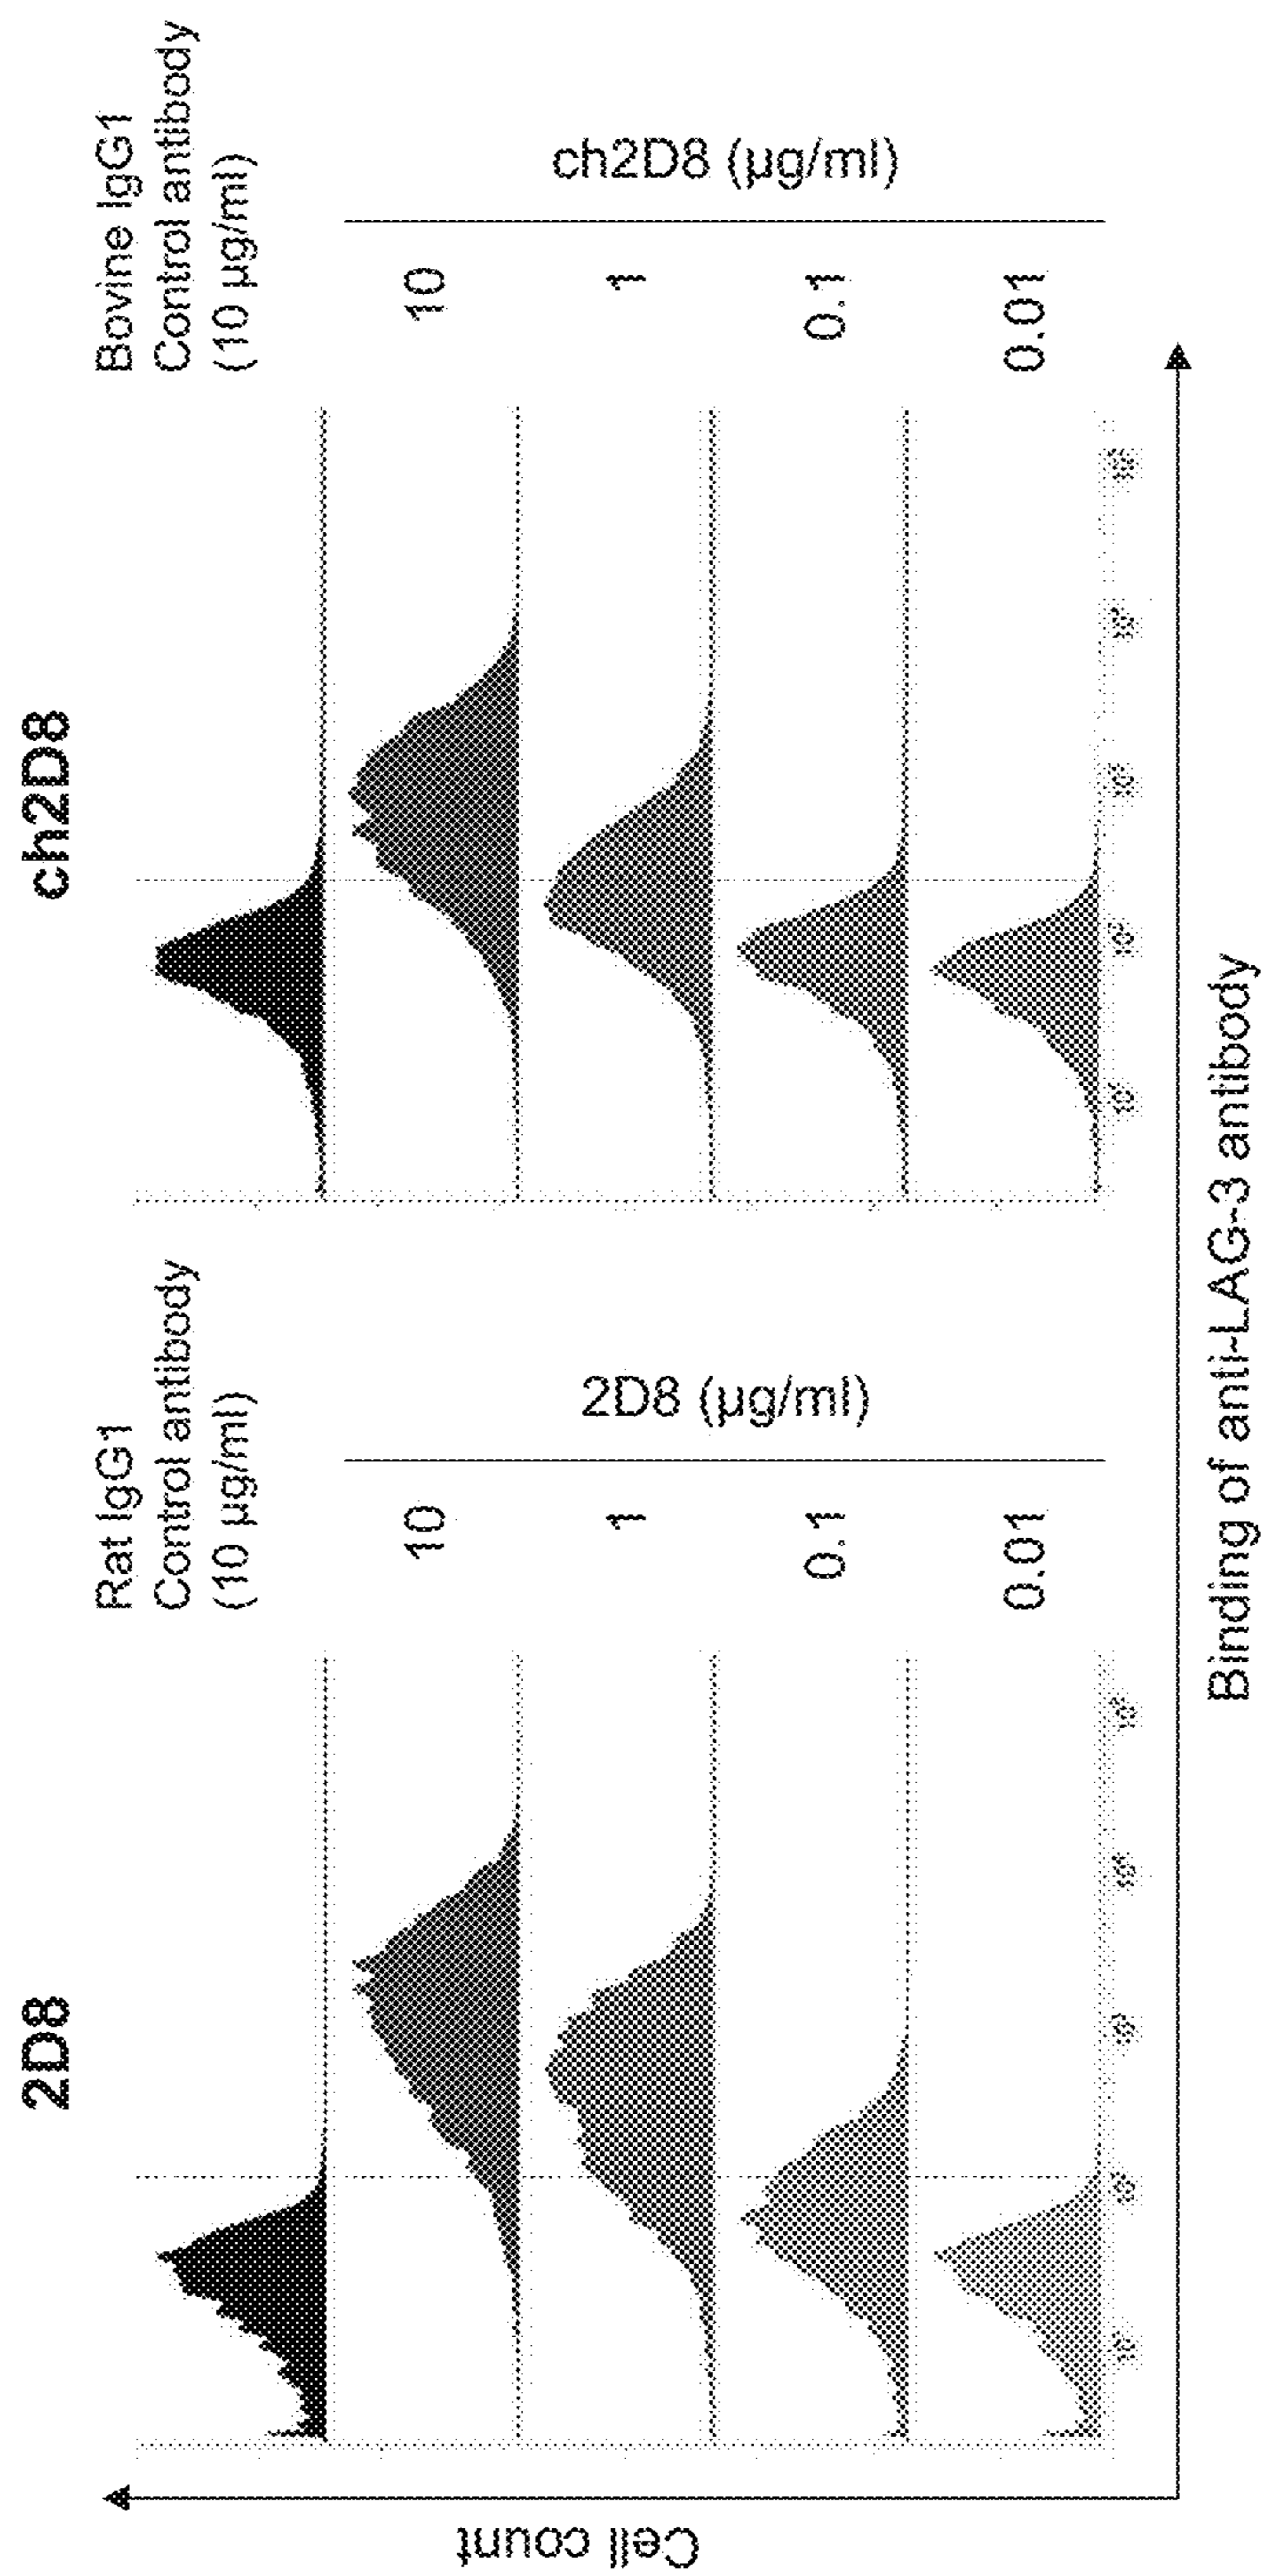 2D8
ch2D8
Rat IgG1
Control antibody
(10 µg/ml)
10
1
0.1
0.01
2D8 (µg/ml)
Bovine IgG1
Control antibody
(10 µg/ml)
10
1
0.1
0.01
ch2D8 (µg/ml)
Cell count
Binding of anti-LAG-3 antibody